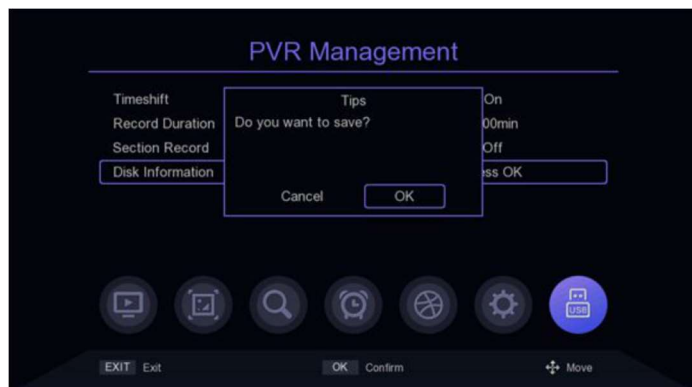 PVR Management
Timeshift On
Tips
Record Duration 00min
Do you want to save?
Section Record Off
Disk Information ss OK
Cancel OK
USB
EXIT Exit OK Confirm Move